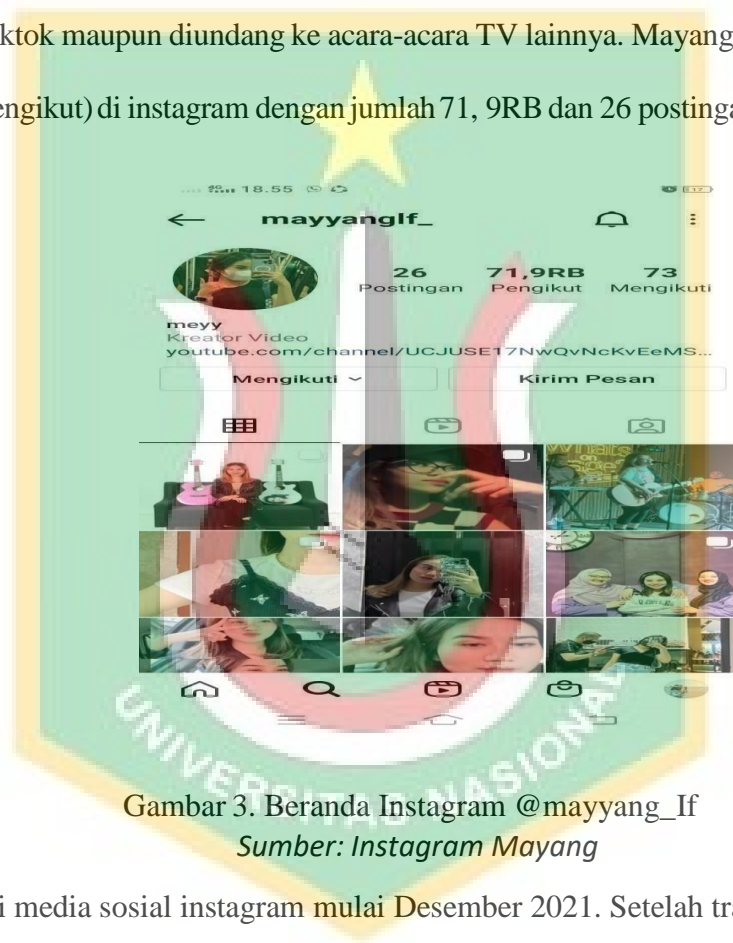 ktok maupun diundang ke acara-acara TV lainnya. Mayang
engikut) di instagram dengan jumlah 71, 9RB dan 26 postinga
18.55
mayyanglf_
26 71,9RB 73
Postingan Pengikut Mengikuti
meyy
Kreator Video
youtube.com/channel/UCJUSE17NwQvNcKvEeMS...
Mengikuti Kirim Pesan
UNIVERSITAS NASIONAL
Gambar 3. Beranda Instagram @mayyang_If
Sumber: Instagram Mayang
i media sosial instagram mulai Desember 2021. Setelah tra